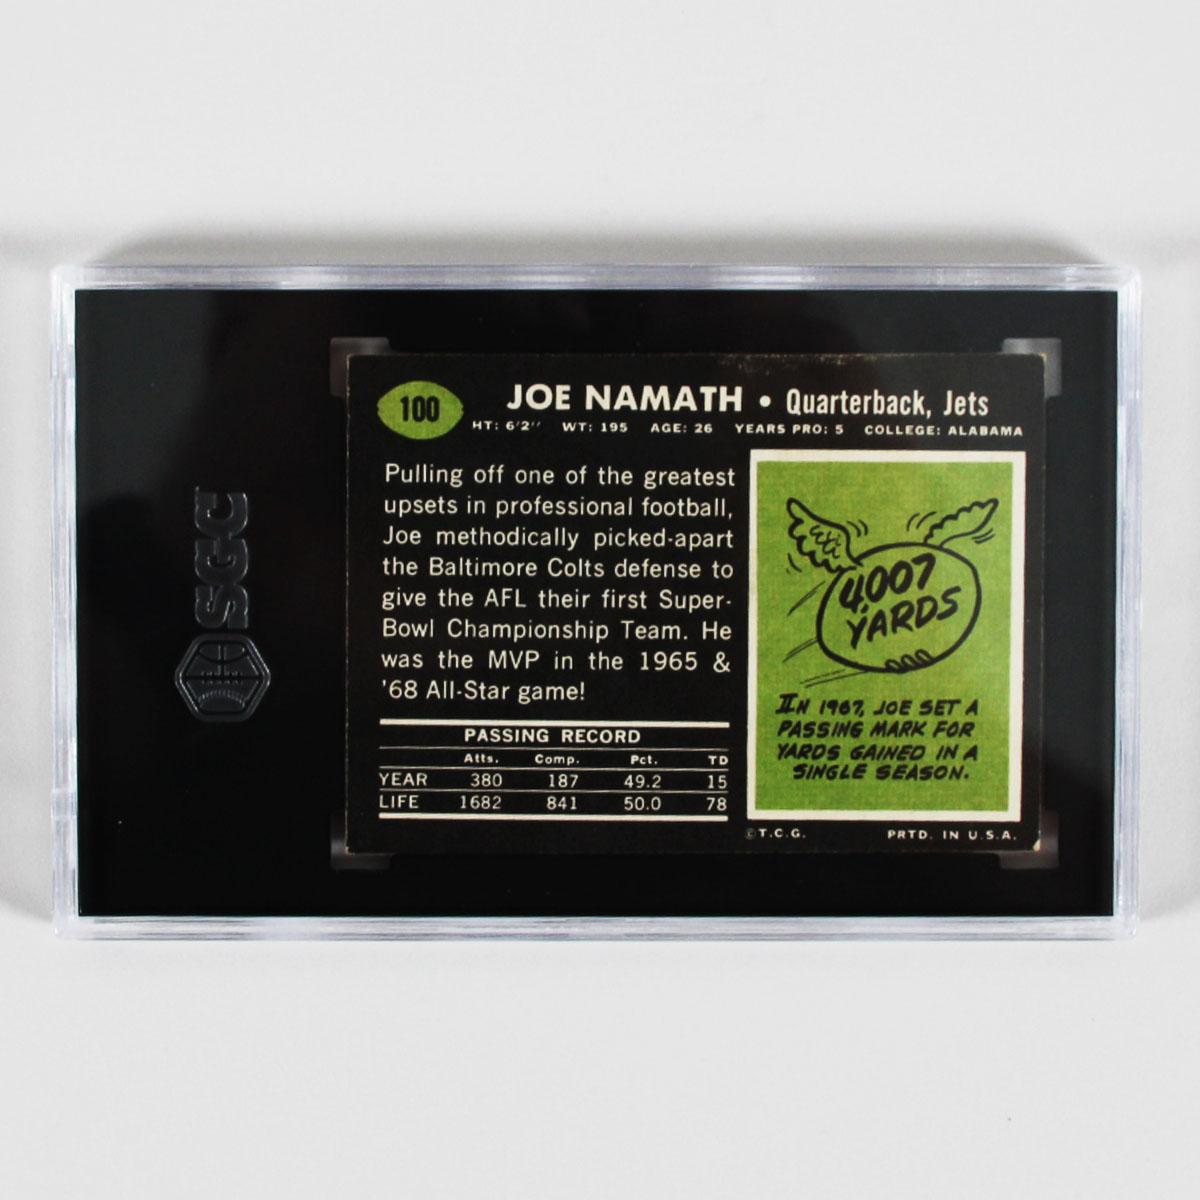 SGC
100
JOE NAMATH • Quarterback, Jets
HT: 6'2" WT: 195 AGE: 26 YEARS PRO: 5 COLLEGE: ALABAMA
Pulling off one of the greatest
upsets in professional football,
Joe methodically picked-apart
the Baltimore Colts defense to
give the AFL their first Super-
Bowl Championship Team. He
was the MVP in the 1965 &
'68 All-Star game!
PASSING RECORD
Atts. Comp. Pct. TD
YEAR 380 187 49.2 15
LIFE 1682 841 50.0 78
4,007
YARDS
IN 1967, JOE SET A
PASSING MARK FOR
YARDS GAINED IN A
SINGLE SEASON.
©T.C.G. PRTD. IN U.S.A.